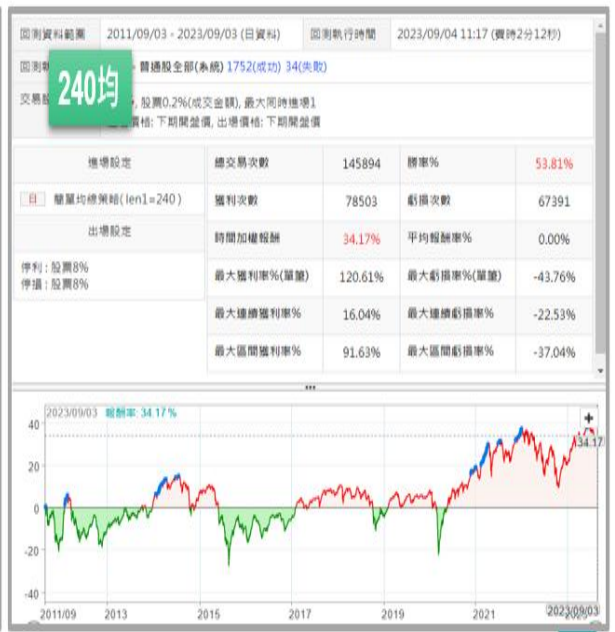 回測資料範圍 2011/09/03 - 2023/09/03 (日資料) 回測執行時間 2023/09/04 11:17 (費時2分12秒)
回測 普通股全部(系統) 1752(成功) 34(失敗)
240均
交易 股票0.2%(成交金額), 最大同時進場1
價格: 下期開盤價, 出場價格: 下期開盤價
進場設定 總交易次數 145894 勝率% 53.81%
日 簡單均線策略(len1=240) 獲利次數 78503 虧損次數 67391
出場設定 時間加權報酬 34.17% 平均報酬率% 0.00%
停利: 股票8%
停損: 股票8%
最大獲利率%(單筆) 120.61% 最大虧損率%(單筆) -43.76%
最大連續獲利率% 16.04% 最大連續虧損率% -22.53%
最大區間獲利率% 91.63% 最大區間虧損率% -37.04%
2023/09/03 報酬率: 34.17%
+
40
34.17
20
0
-20
-40
2011/09 2013 2015 2017 2019 2021 2023/09/03